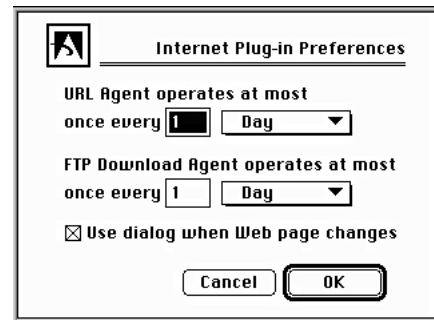 Internet Plug-in Preferences
URL Agent operates at most
once every 1 Day
FTP Download Agent operates at most
once every 1 Day
Use dialog when Web page changes
Cancel OK